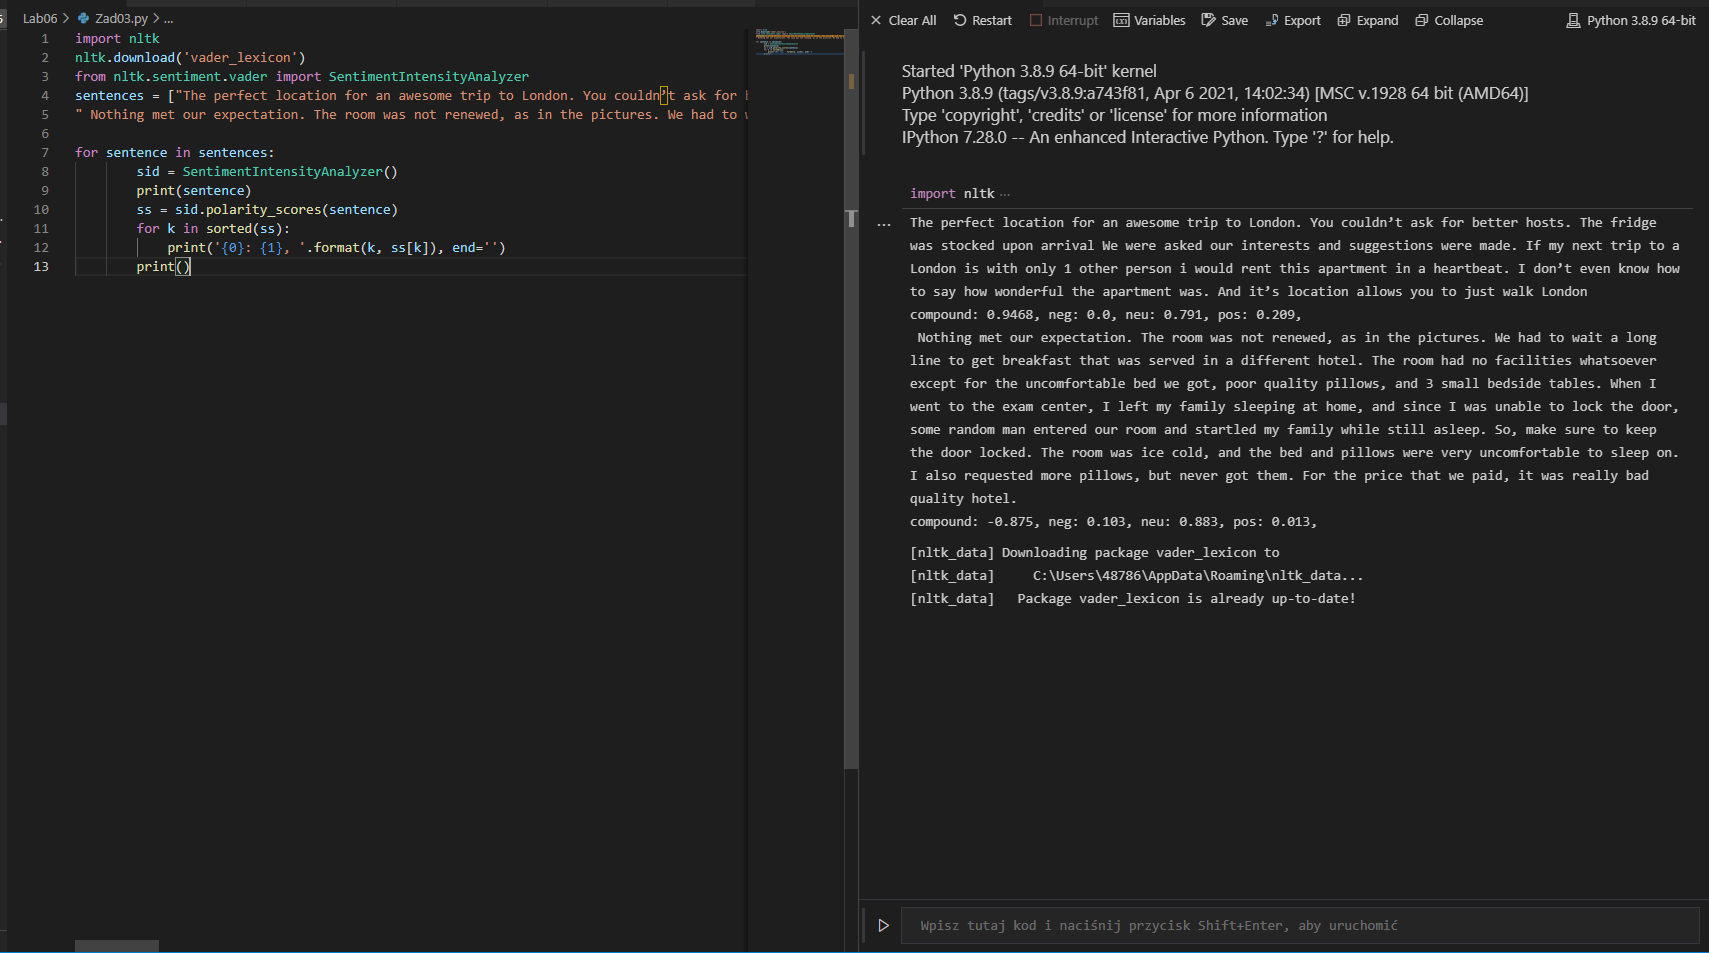 Lab06 > Zad03.py > ...
1 import nltk
2 nltk.download('vader_lexicon')
3 from nltk.sentiment.vader import SentimentIntensityAnalyzer
4 sentences = ["The perfect location for an awesome trip to London. You couldn’t ask for
5 " Nothing met our expectation. The room was not renewed, as in the pictures. We had to
6
7 for sentence in sentences:
8 sid = SentimentIntensityAnalyzer()
9 print(sentence)
10 ss = sid.polarity_scores(sentence)
11 for k in sorted(ss):
12 print('{0}: {1}, '.format(k, ss[k]), end='')
13 print()
Clear All Restart Interrupt Variables Save Export Expand Collapse Python 3.8.9 64-bit
Started 'Python 3.8.9 64-bit' kernel
Python 3.8.9 (tags/v3.8.9:a743f81, Apr 6 2021, 14:02:34) [MSC v.1928 64 bit (AMD64)]
Type 'copyright', 'credits' or 'license' for more information
IPython 7.28.0 -- An enhanced Interactive Python. Type '?' for help.
import nltk ...
The perfect location for an awesome trip to London. You couldn’t ask for better hosts. The fridge
was stocked upon arrival We were asked our interests and suggestions were made. If my next trip to a
London is with only 1 other person i would rent this apartment in a heartbeat. I don’t even know how
to say how wonderful the apartment was. And it’s location allows you to just walk London
compound: 0.9468, neg: 0.0, neu: 0.791, pos: 0.209,
Nothing met our expectation. The room was not renewed, as in the pictures. We had to wait a long
line to get breakfast that was served in a different hotel. The room had no facilities whatsoever
except for the uncomfortable bed we got, poor quality pillows, and 3 small bedside tables. When I
went to the exam center, I left my family sleeping at home, and since I was unable to lock the door,
some random man entered our room and startled my family while still asleep. So, make sure to keep
the door locked. The room was ice cold, and the bed and pillows were very uncomfortable to sleep on.
I also requested more pillows, but never got them. For the price that we paid, it was really bad
quality hotel.
compound: -0.875, neg: 0.103, neu: 0.883, pos: 0.013,
[nltk_data] Downloading package vader_lexicon to
[nltk_data]     C:\Users\48786\AppData\Roaming\nltk_data...
[nltk_data]   Package vader_lexicon is already up-to-date!
Wpisz tutaj kod i naciśnij przycisk Shift+Enter, aby uruchomić